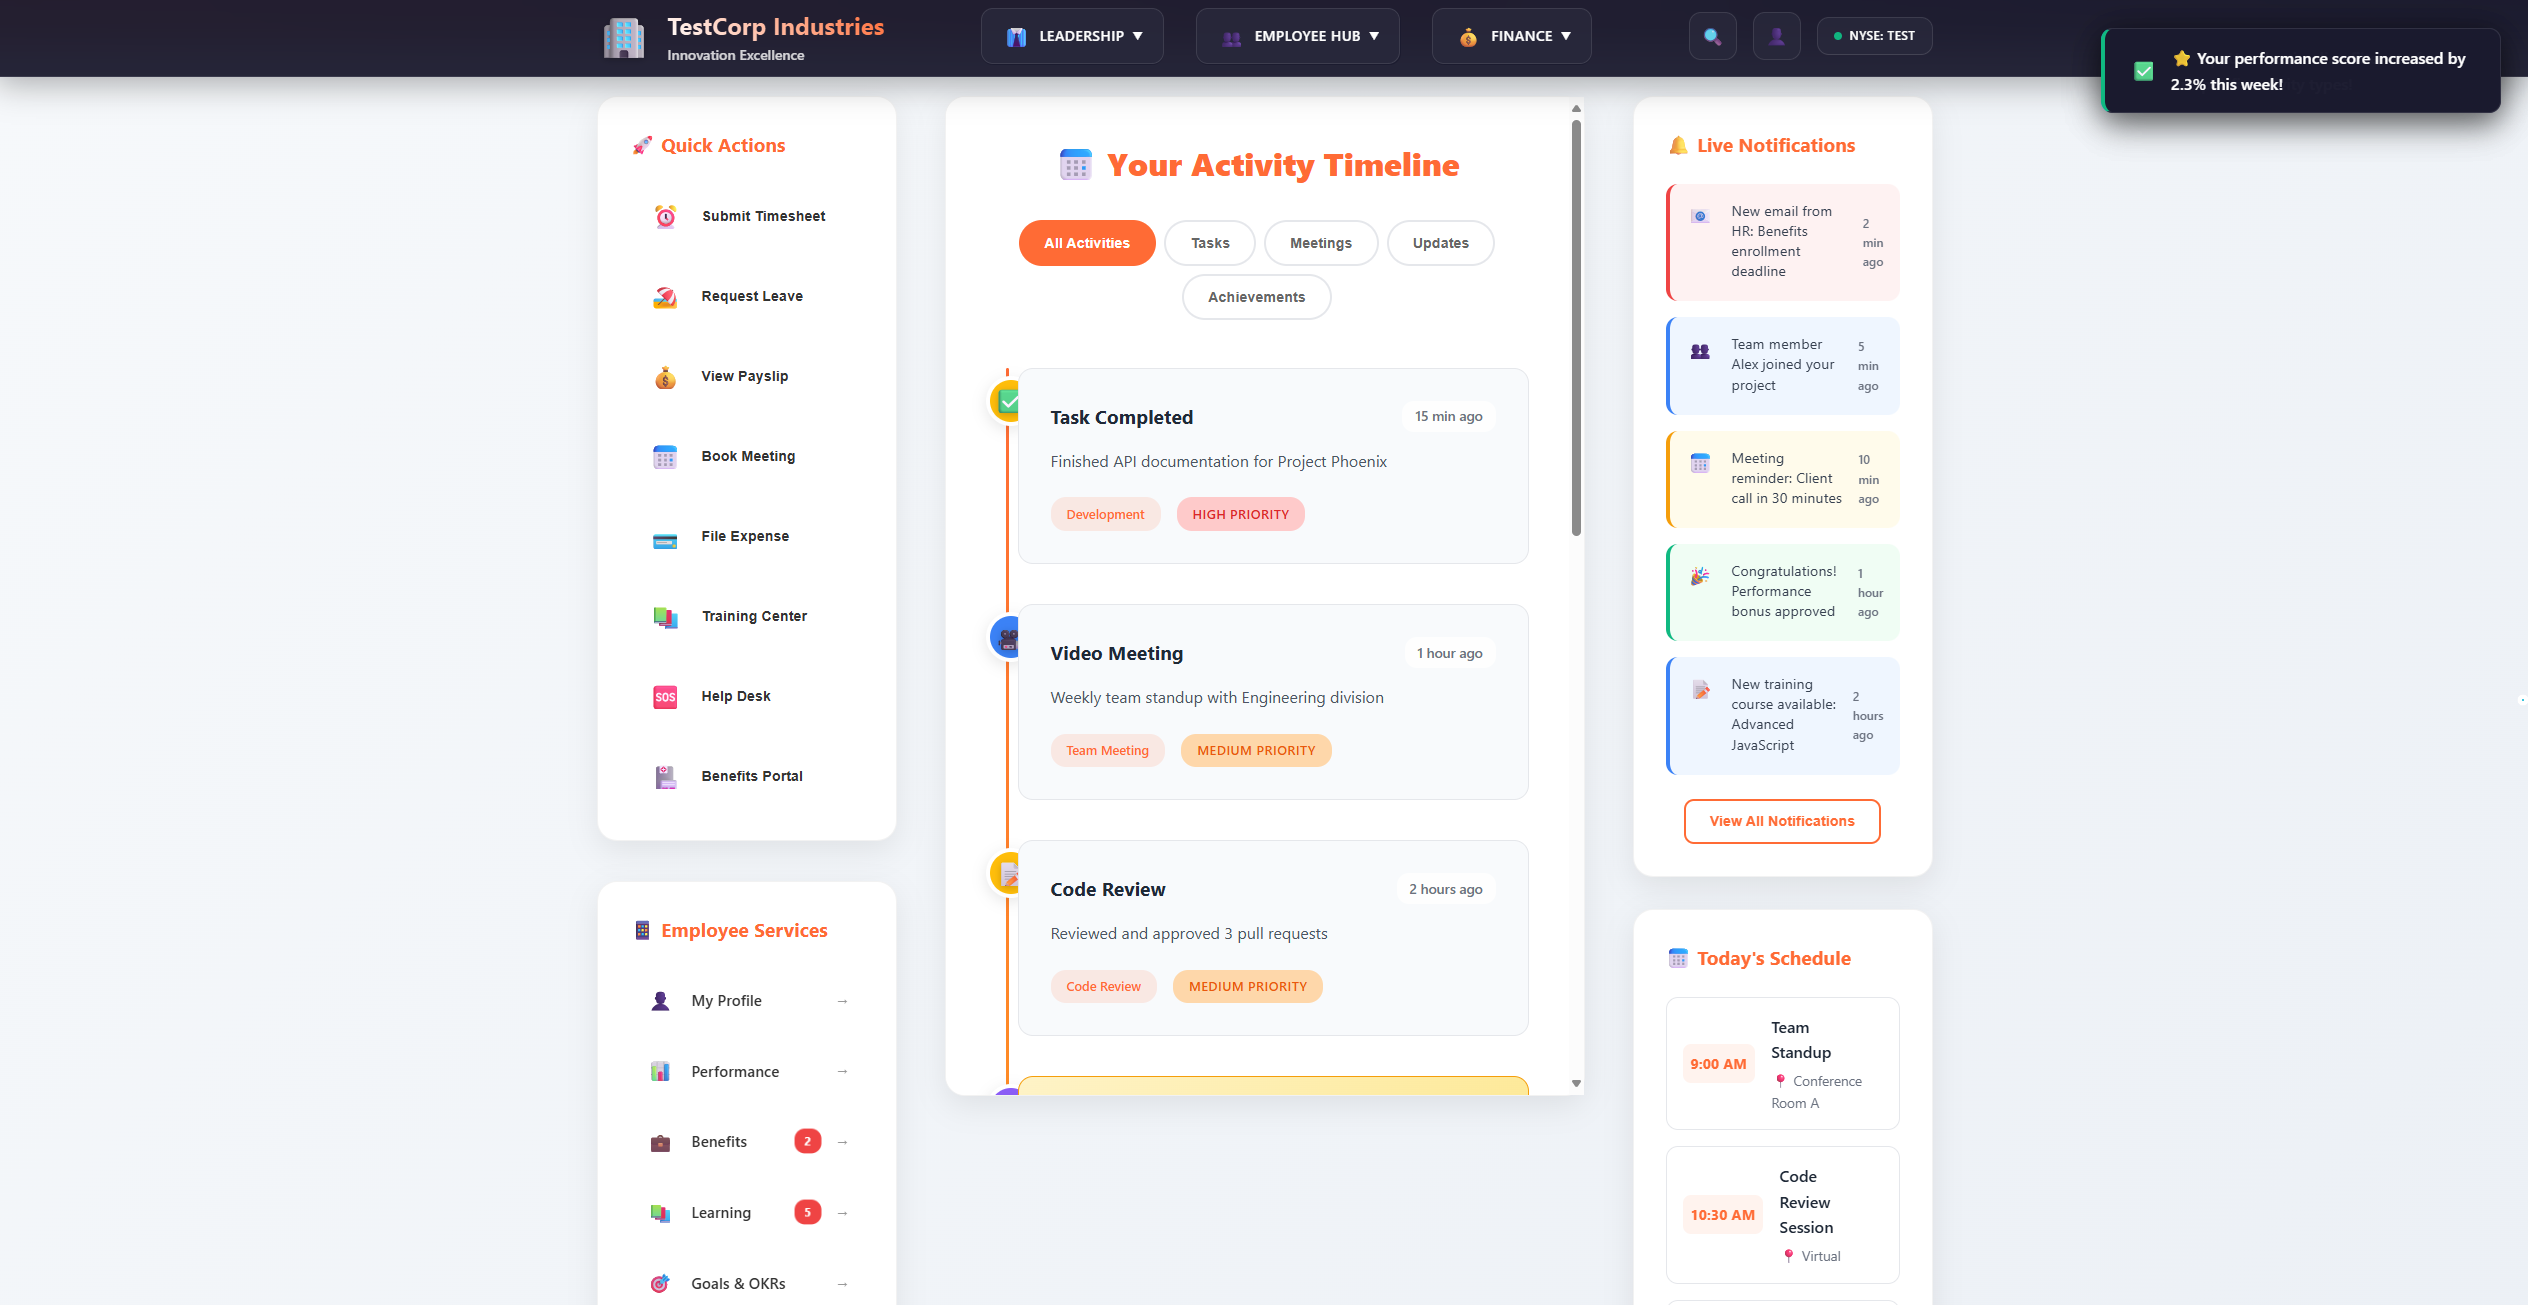 TestCorp Industries
Innovation Excellence
LEADERSHIP ▼
EMPLOYEE HUB ▼
FINANCE ▼
NYSE: TEST
Your performance score increased by
2.3% this week!
Quick Actions
Submit Timesheet
Request Leave
View Payslip
Book Meeting
File Expense
Training Center
SOS
Help Desk
Benefits Portal
Employee Services
My Profile →
Performance →
Benefits 2 →
Learning 5 →
Goals & OKRs →
Your Activity Timeline
All Activities
Tasks
Meetings
Updates
Achievements
Task Completed
15 min ago
Finished API documentation for Project Phoenix
Development
HIGH PRIORITY
Video Meeting
1 hour ago
Weekly team standup with Engineering division
Team Meeting
MEDIUM PRIORITY
Code Review
2 hours ago
Reviewed and approved 3 pull requests
Code Review
MEDIUM PRIORITY
Live Notifications
New email from
HR: Benefits
enrollment
deadline
2
min
ago
Team member
Alex joined your
project
5
min
ago
Meeting
reminder: Client
call in 30 minutes
10
min
ago
Congratulations!
Performance
bonus approved
1
hour
ago
New training
course available:
Advanced
JavaScript
2
hours
ago
View All Notifications
Today's Schedule
9:00 AM
Team
Standup
Conference
Room A
10:30 AM
Code
Review
Session
Virtual